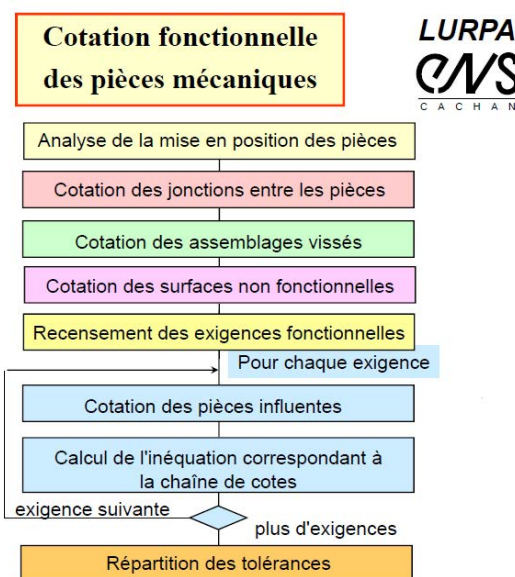 Cotation fonctionnelle
des pièces mécaniques
LURPA
ENS
CACHAN
Analyse de la mise en position des pièces
Cotation des jonctions entre les pièces
Cotation des assemblages vissés
Cotation des surfaces non fonctionnelles
Recensement des exigences fonctionnelles
Pour chaque exigence
Cotation des pièces influentes
Calcul de l'inéquation correspondant à
la chaîne de cotes
exigence suivante
plus d'exigences
Répartition des tolérances